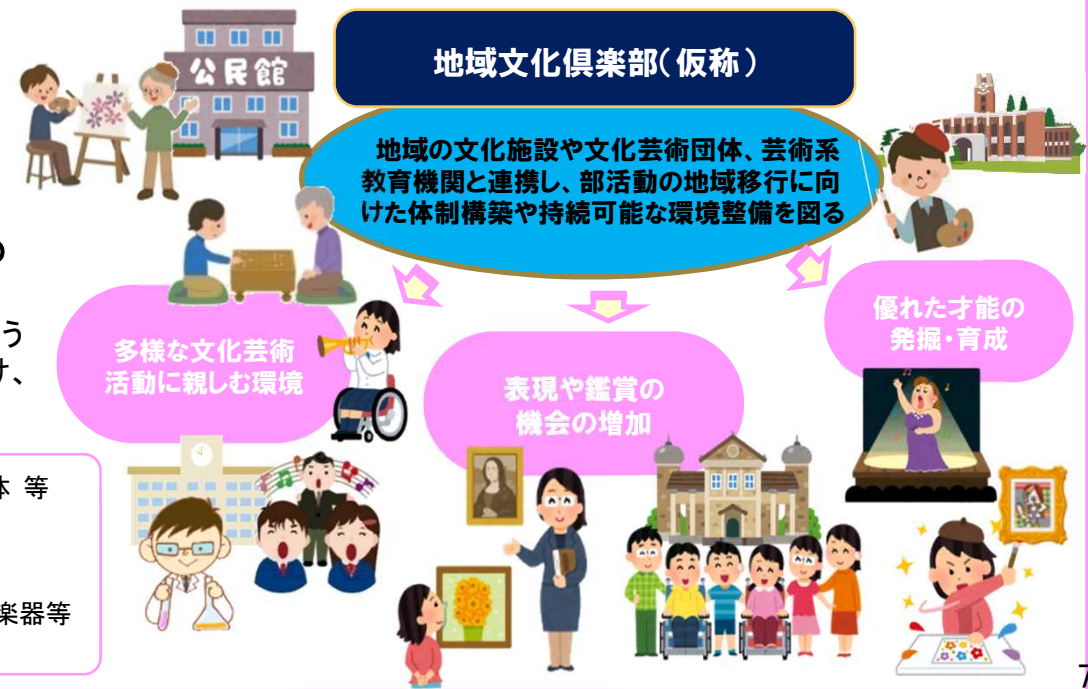 公民館
地域文化倶楽部(仮称)
地域の文化施設や文化芸術団体、芸術系
教育機関と連携し、部活動の地域移行に向
けた体制構築や持続可能な環境整備を図る
の
う
け、
多様な文化芸術
活動に親しむ環境
表現や鑑賞の
機会の増加
優れた才能の
発掘・育成
体 等
楽器等
7